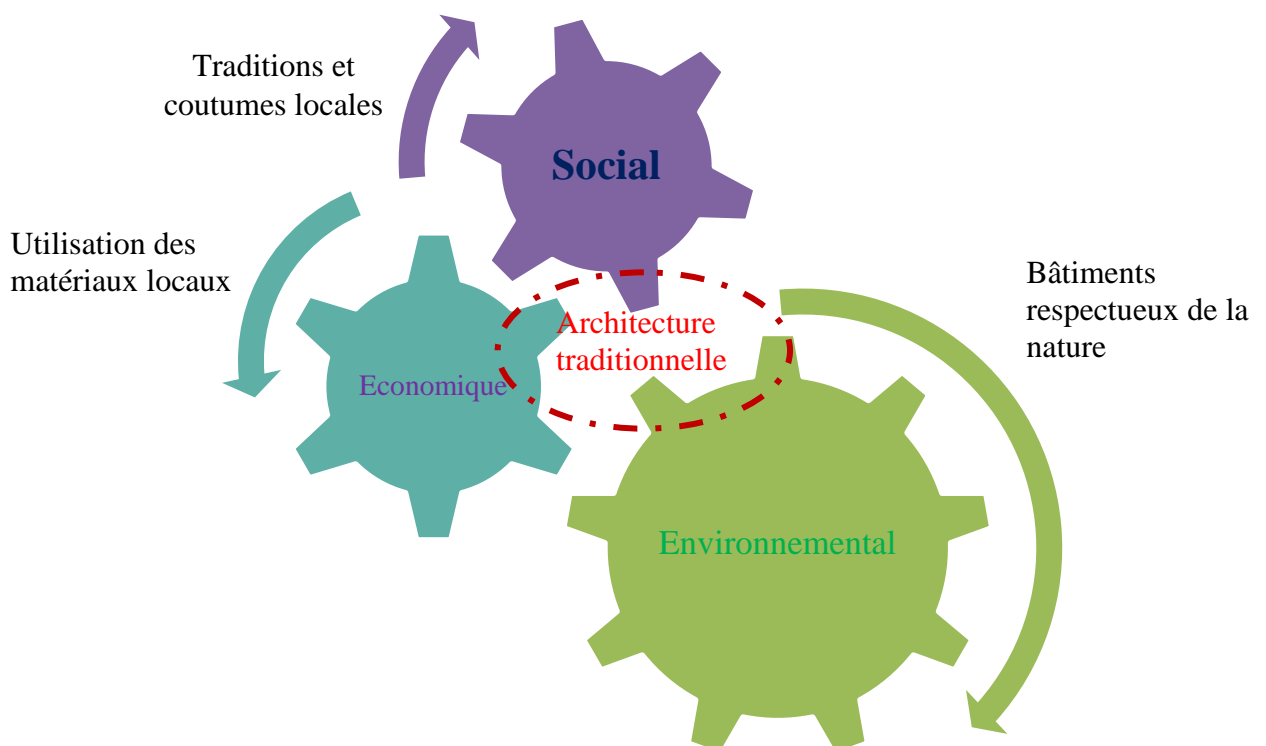 Traditions et
coutumes locales
Social
Utilisation des
matériaux locaux
Bâtiments
respectueux de la
nature
Architecture
traditionnelle
Economique
Environnemental